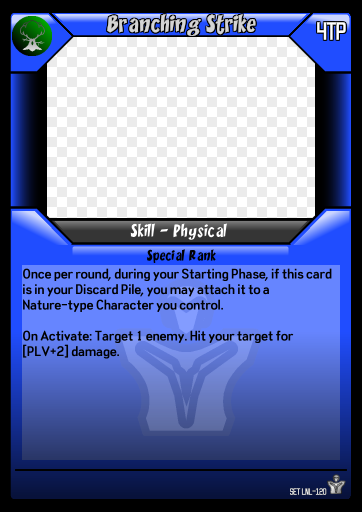 Branching Strike
4TP
Skill - Physical
Special Rank
Once per round, during your Starting Phase, if this card
is in your Discard Pile, you may attach it to a
Nature-type Character you control.
On Activate: Target 1 enemy. Hit your target for
[PLV+2] damage.
SET LNL-120